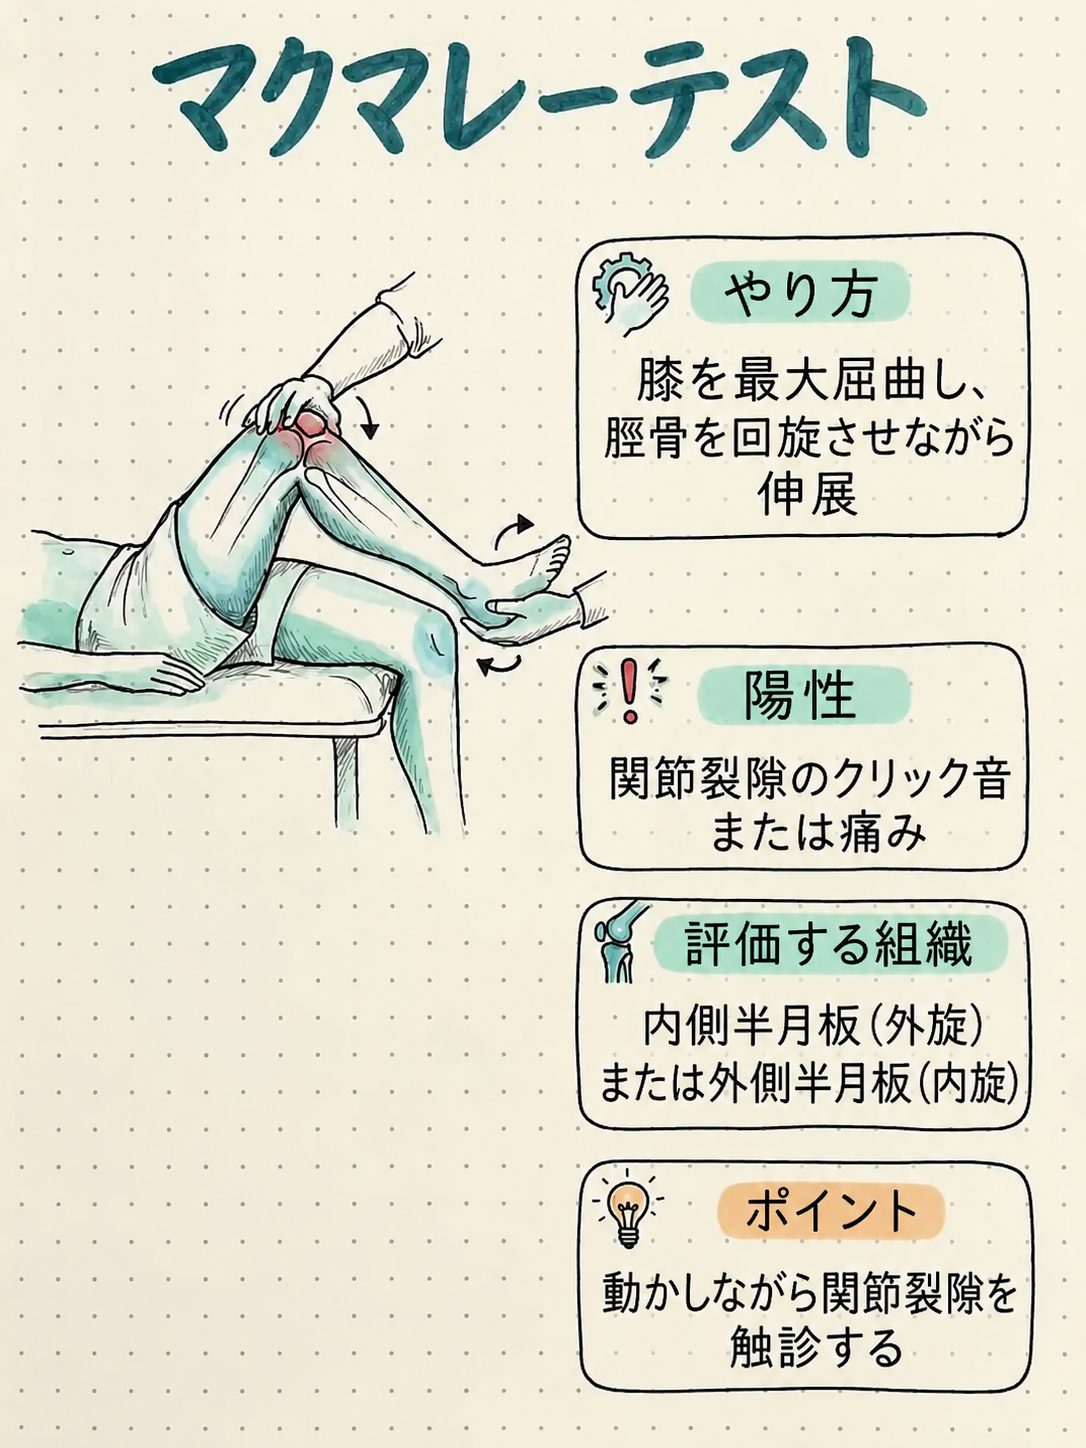 マクマレーテスト
やり方
膝を最大屈曲し、
脛骨を回旋させながら
伸展
陽性
関節裂隙のクリック音
または痛み
評価する組織
内側半月板（外旋）
または外側半月板（内旋）
ポイント
動かしながら関節裂隙を
触診する